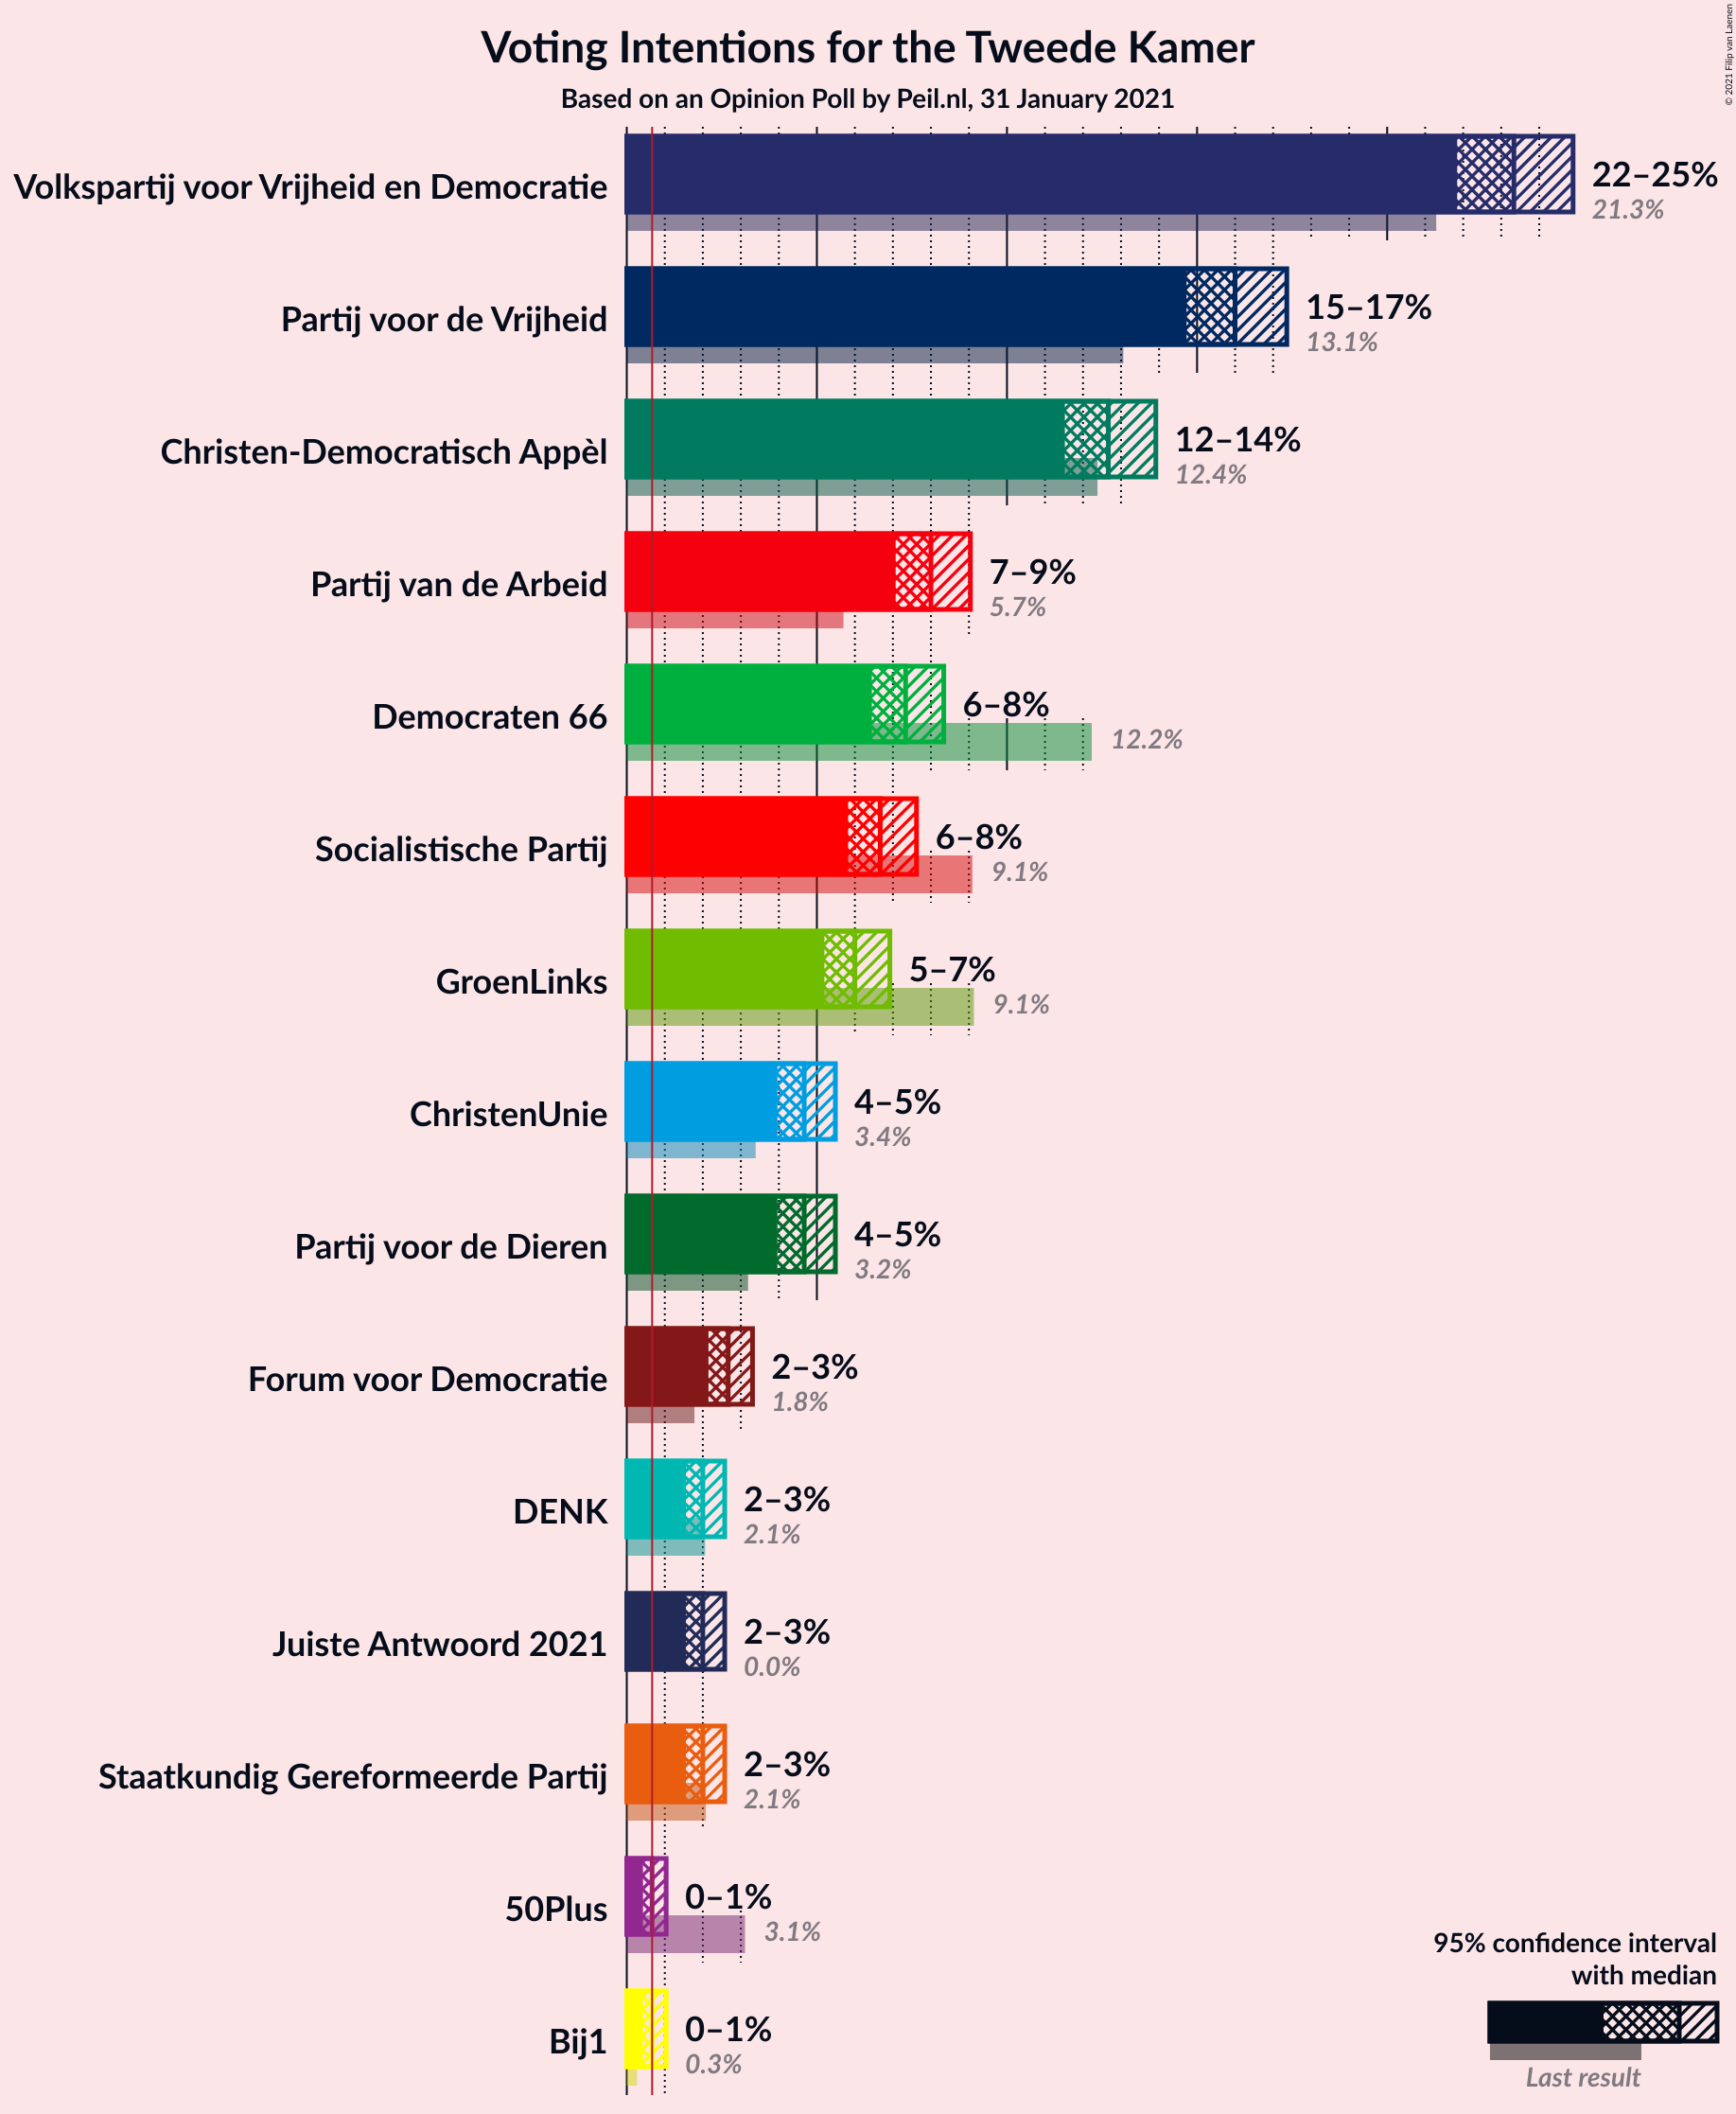 Voting Intentions for the Tweede Kamer
Based on an Opinion Poll by Peil.nl, 31 January 2021
© 2021 Filip van Laenen
Volkspartij voor Vrijheid en Democratie
22–25%
21.3%
Partij voor de Vrijheid
15–17%
13.1%
Christen-Democratisch Appèl
12–14%
12.4%
Partij van de Arbeid
7–9%
5.7%
Democraten 66
6–8%
12.2%
Socialistische Partij
6–8%
9.1%
GroenLinks
5–7%
9.1%
ChristenUnie
4–5%
3.4%
Partij voor de Dieren
4–5%
3.2%
Forum voor Democratie
2–3%
1.8%
DENK
2–3%
2.1%
Juiste Antwoord 2021
2–3%
0.0%
Staatkundig Gereformeerde Partij
2–3%
2.1%
50Plus
0–1%
3.1%
Bij1
0–1%
0.3%
95% confidence interval
with median
Last result